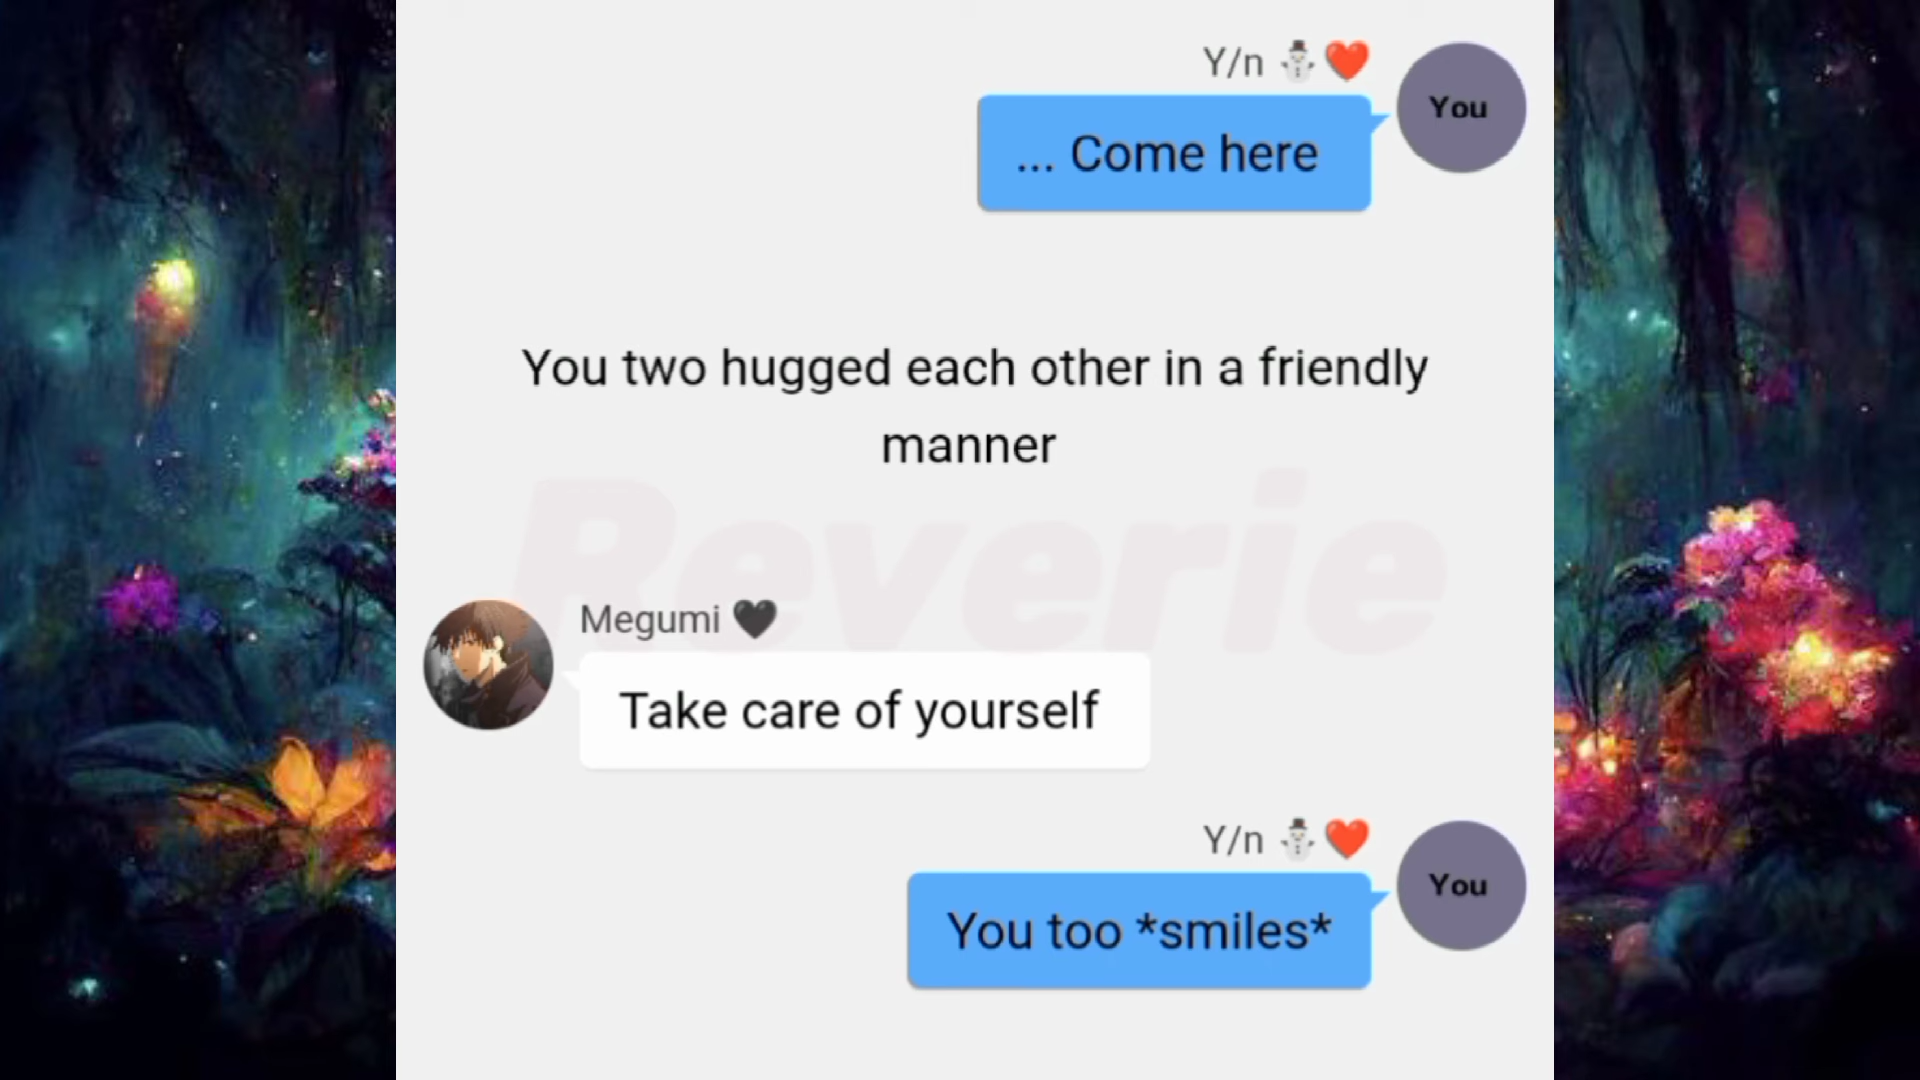 Y/n ⛄❤️
You
... Come here
You two hugged each other in a friendly
manner
Reverie
Megumi 🖤
Take care of yourself
Y/n ⛄❤️
You
You too *smiles*